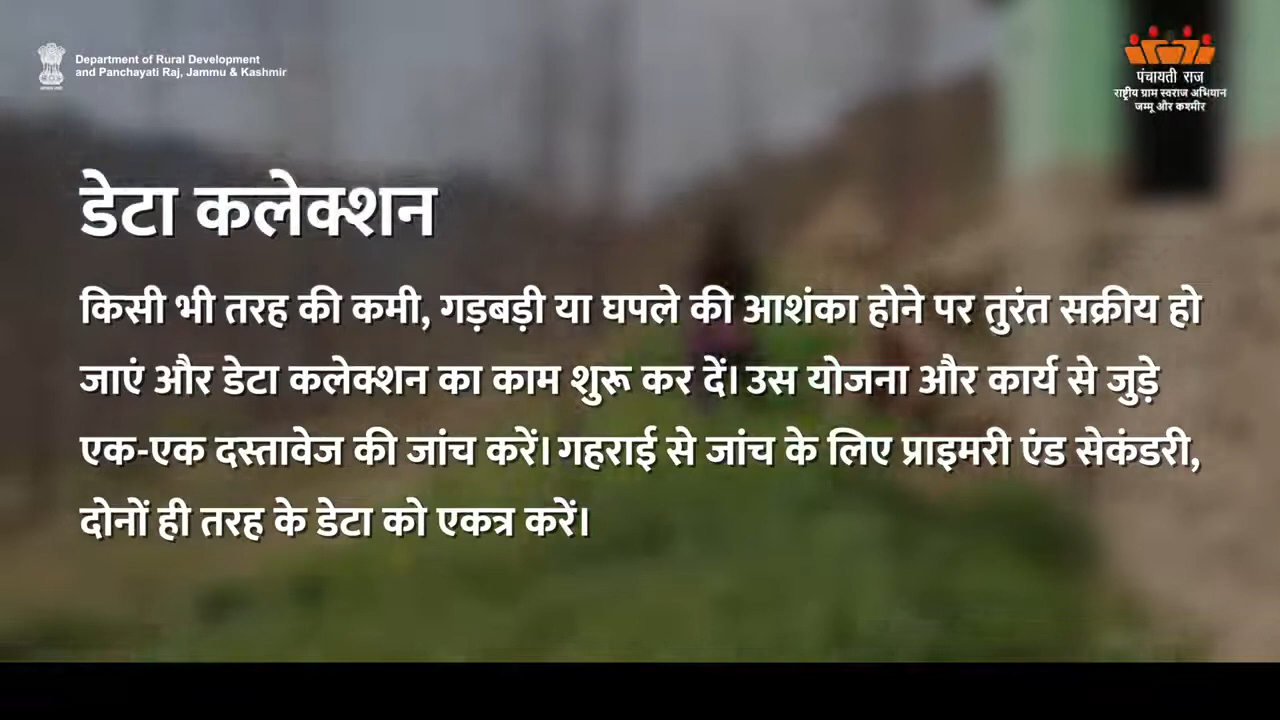 Department of Rural Development
and Panchayati Raj, Jammu & Kashmir
पंचायती राज
राष्ट्रीय ग्राम स्वराज अभियान
जम्मू और कश्मीर
डेटा कलेक्शन
किसी भी तरह की कमी, गड़बड़ी या घपले की आशंका होने पर तुरंत सक्रीय हो
जाएं और डेटा कलेक्शन का काम शुरू कर दें। उस योजना और कार्य से जुड़े
एक-एक दस्तावेज की जांच करें। गहराई से जांच के लिए प्राइमरी एंड सेकंडरी,
दोनों ही तरह के डेटा को एकत्र करें।